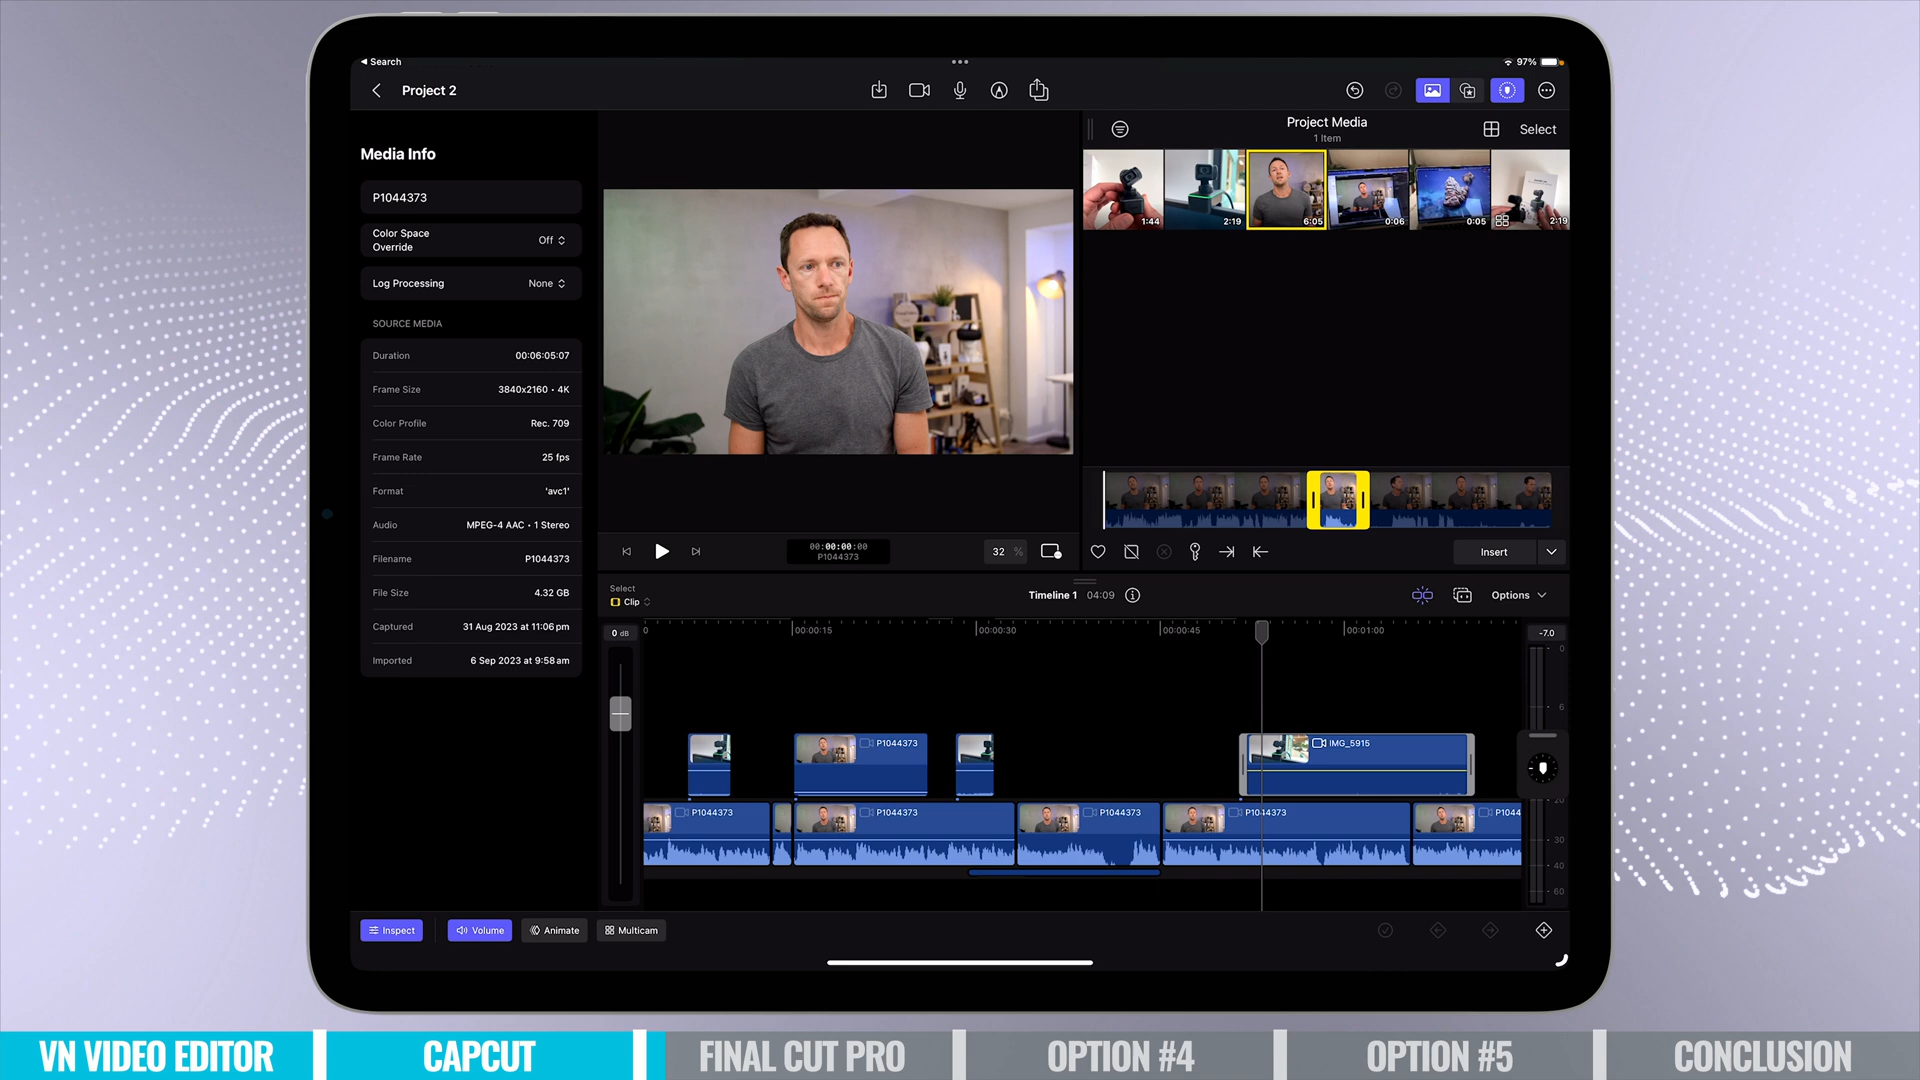 Search
97%
Project 2
Media Info
P1044373
Color Space
Override
Off
Log Processing
None
SOURCE MEDIA
Duration
00:06:05:07
Frame Size
3840x2160 • 4K
Color Profile
Rec. 709
Frame Rate
25 fps
Format
'avc1'
Audio
MPEG-4 AAC • 1 Stereo
Filename
P1044373
File Size
4.32 GB
Captured
31 Aug 2023 at 11:06 pm
Imported
6 Sep 2023 at 9:58 am
Project Media
1 Item
Select
1:44
2:19
6:05
0:06
0:05
2:19
00:00:00:00
P1044373
32 %
Insert
Select
Clip
Timeline 1 04:09
Options
0 dB
0
00:00:15
00:00:30
00:00:45
00:01:00
-7.0
0
6
20
30
40
60
P1044373
IMG_5915
P1044373
P1044373
P1044373
P1044373
P1044
Inspect
Volume
Animate
Multicam
VN VIDEO EDITOR
CAPCUT
FINAL CUT PRO
OPTION #4
OPTION #5
CONCLUSION